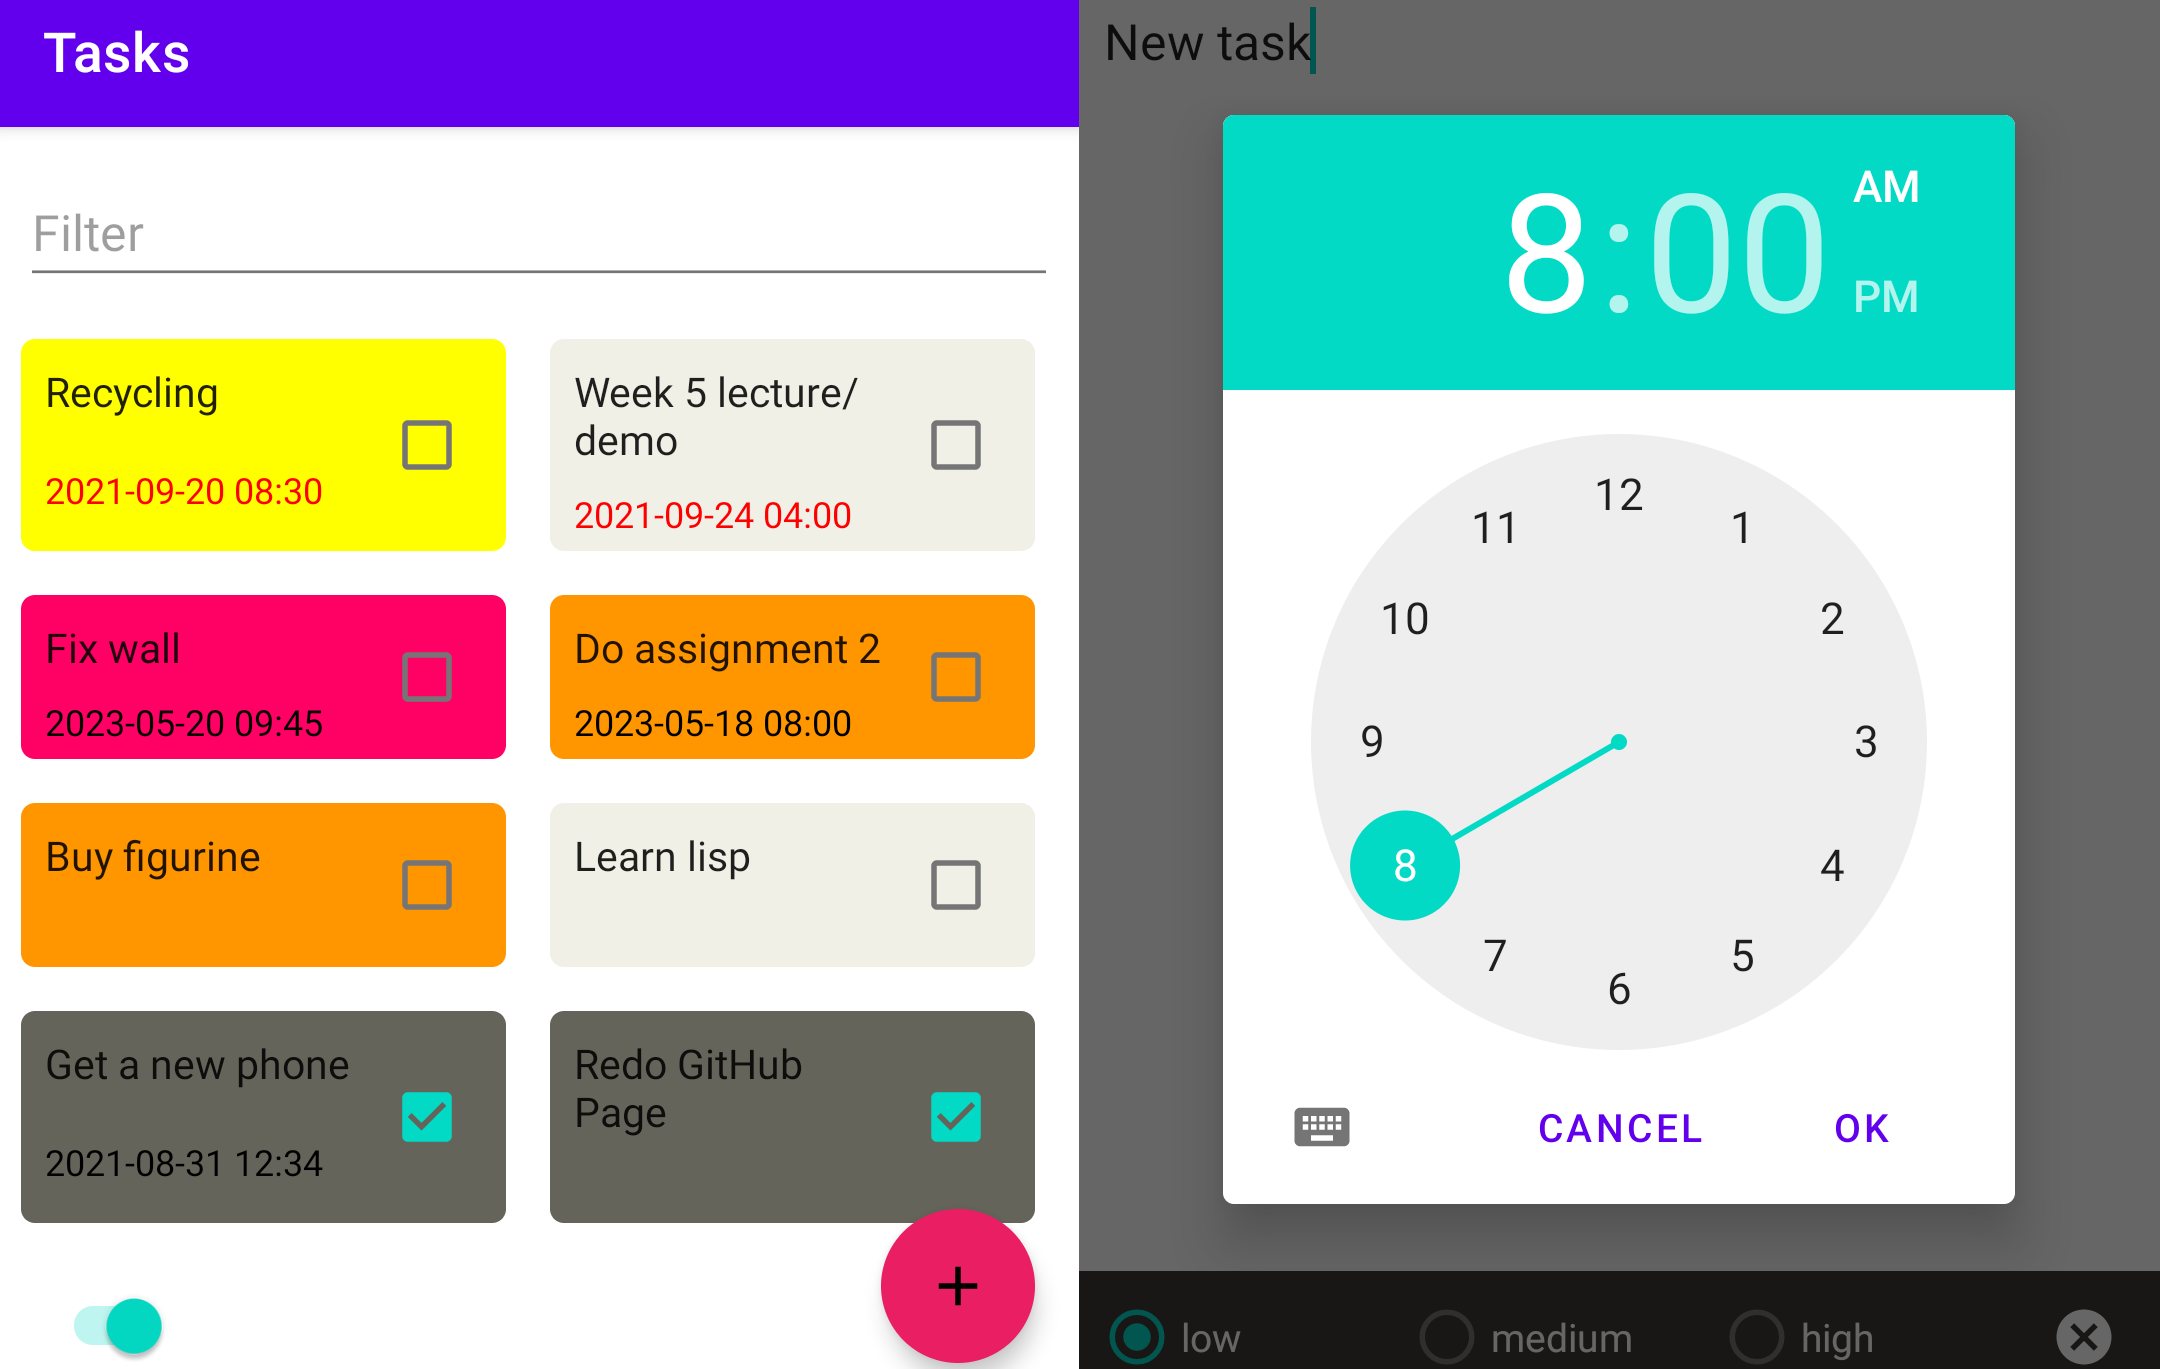 Tasks
Filter
Recycling
2021-09-20 08:30
Week 5 lecture/
demo
2021-09-24 04:00
Fix wall
2023-05-20 09:45
Do assignment 2
2023-05-18 08:00
Buy figurine
Learn lisp
Get a new phone
2021-08-31 12:34
Redo GitHub
Page
+
New task
8:00
AM
PM
12
1
2
3
4
5
6
7
8
9
10
11
CANCEL
OK
low
medium
high